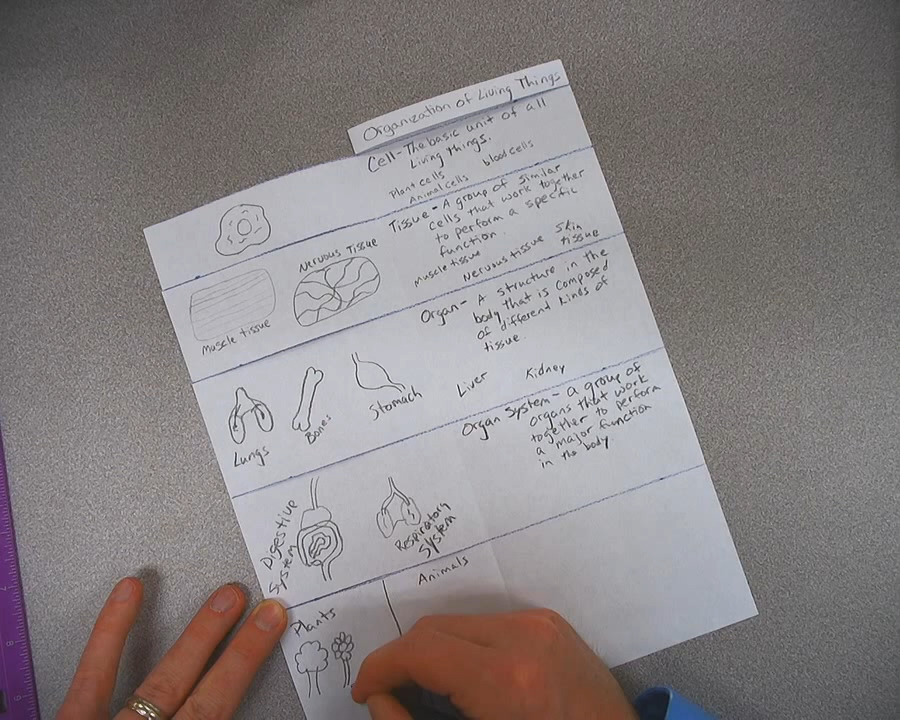 Organization of Living Things
Cell - The basic unit of all
Living things.
Plant cells
Animal cells
blood cells
Nervous Tissue
Muscle tissue
Tissue - A group of similar
cells that work together
to perform a specific
function.
Muscle tissue
Nervous tissue
Skin
tissue
Lungs
Bones
Stomach
Organ - A structure in the
body that is composed
of different kinds of
tissue.
Liver
Kidney
Digestive
System
Respiratory
System
Organ System - a group of
organs that work
together to perform
a major function
in the body
Plants
Animals